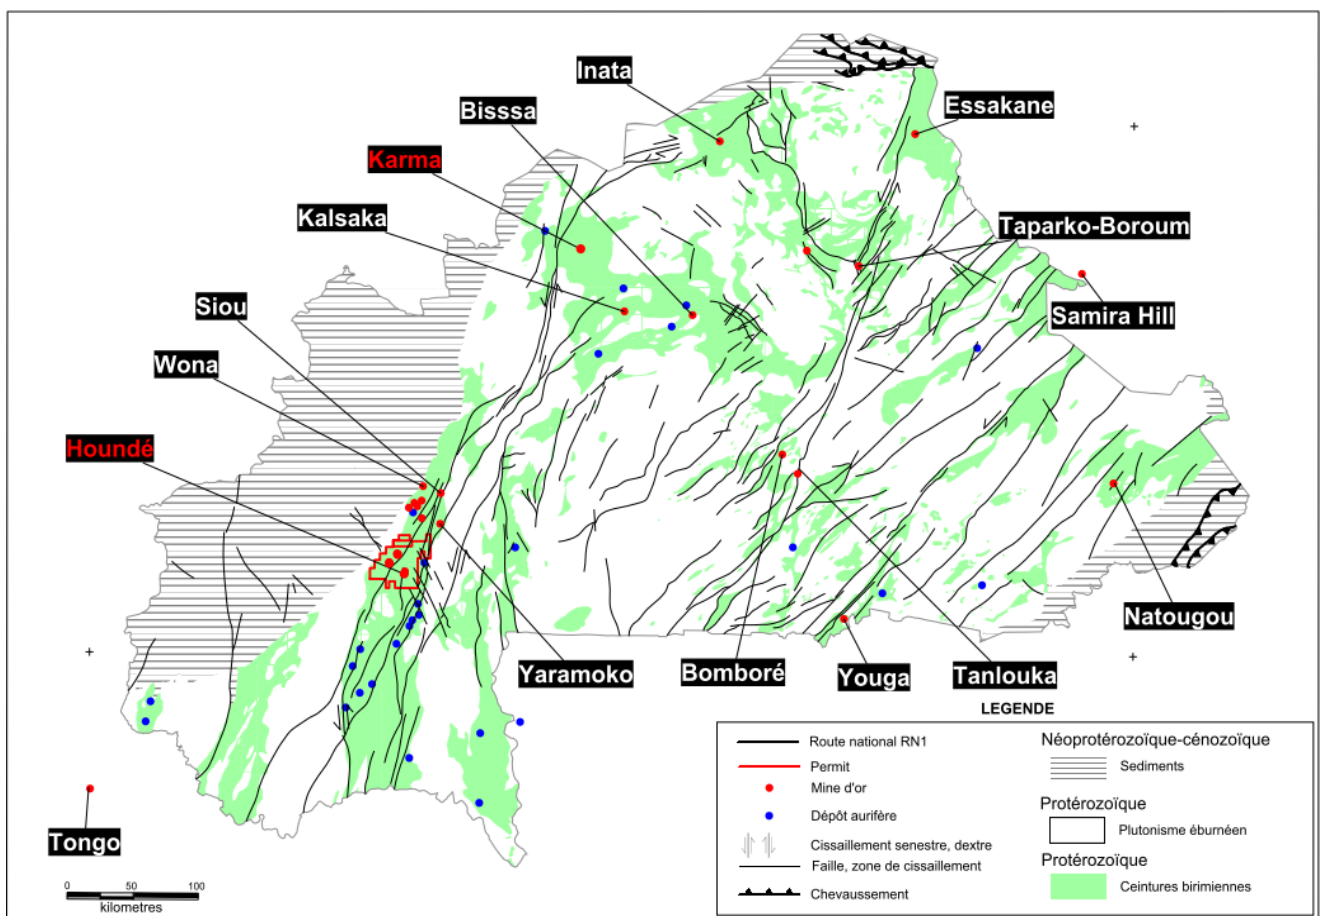 Inata
Essakane
Bisssa
Karma
Kalsaka
Taparko-Boroum
Siou
Samira Hill
Wona
Houndé
Natougou
Yaramoko
Bomboré
Youga
Tanlouka
Tongo
0 50 100
kilometres
LEGENDE
Route national RN1
Permit
Mine d'or
Dépôt aurifère
Cissaillement senestre, dextre
Faille, zone de cissaillement
Chevaussement
Néoprotérozoïque-cénozoïque
Sediments
Protérozoïque
Plutonisme éburnéen
Protérozoïque
Ceintures birimiennes